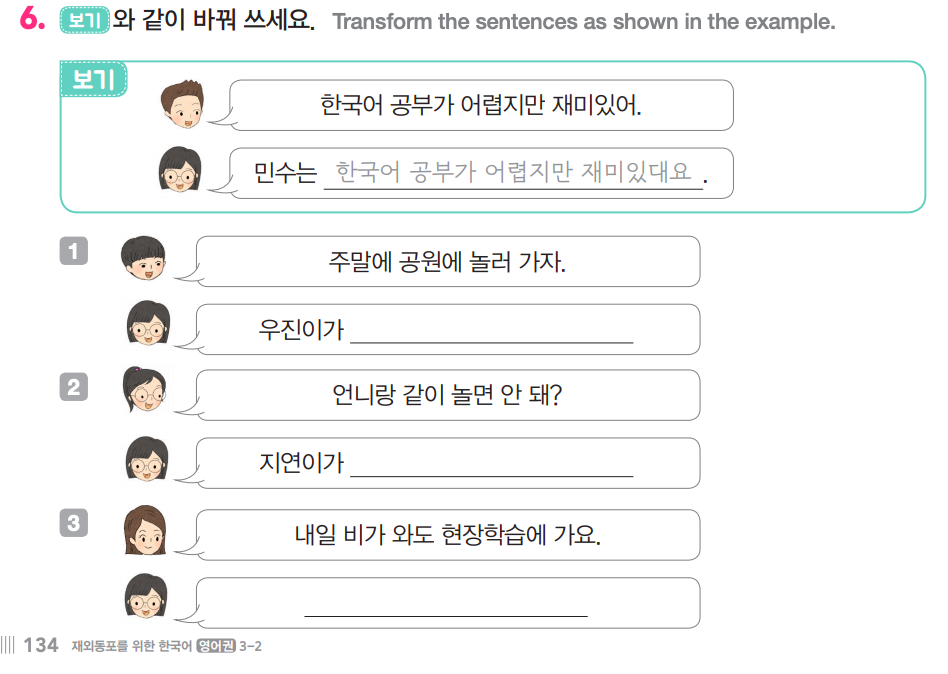 6. 보기 와 같이 바꿔 쓰세요. Transform the sentences as shown in the example.
보기
한국어 공부가 어렵지만 재미있어.
민수는 한국어 공부가 어렵지만 재미있대요.
1
주말에 공원에 놀러 가자.
우진이가
2
언니랑 같이 놀면 안 돼?
지연이가
3
내일 비가 와도 현장학습에 가요.
134 재외동포를 위한 한국어 영어권 3-2